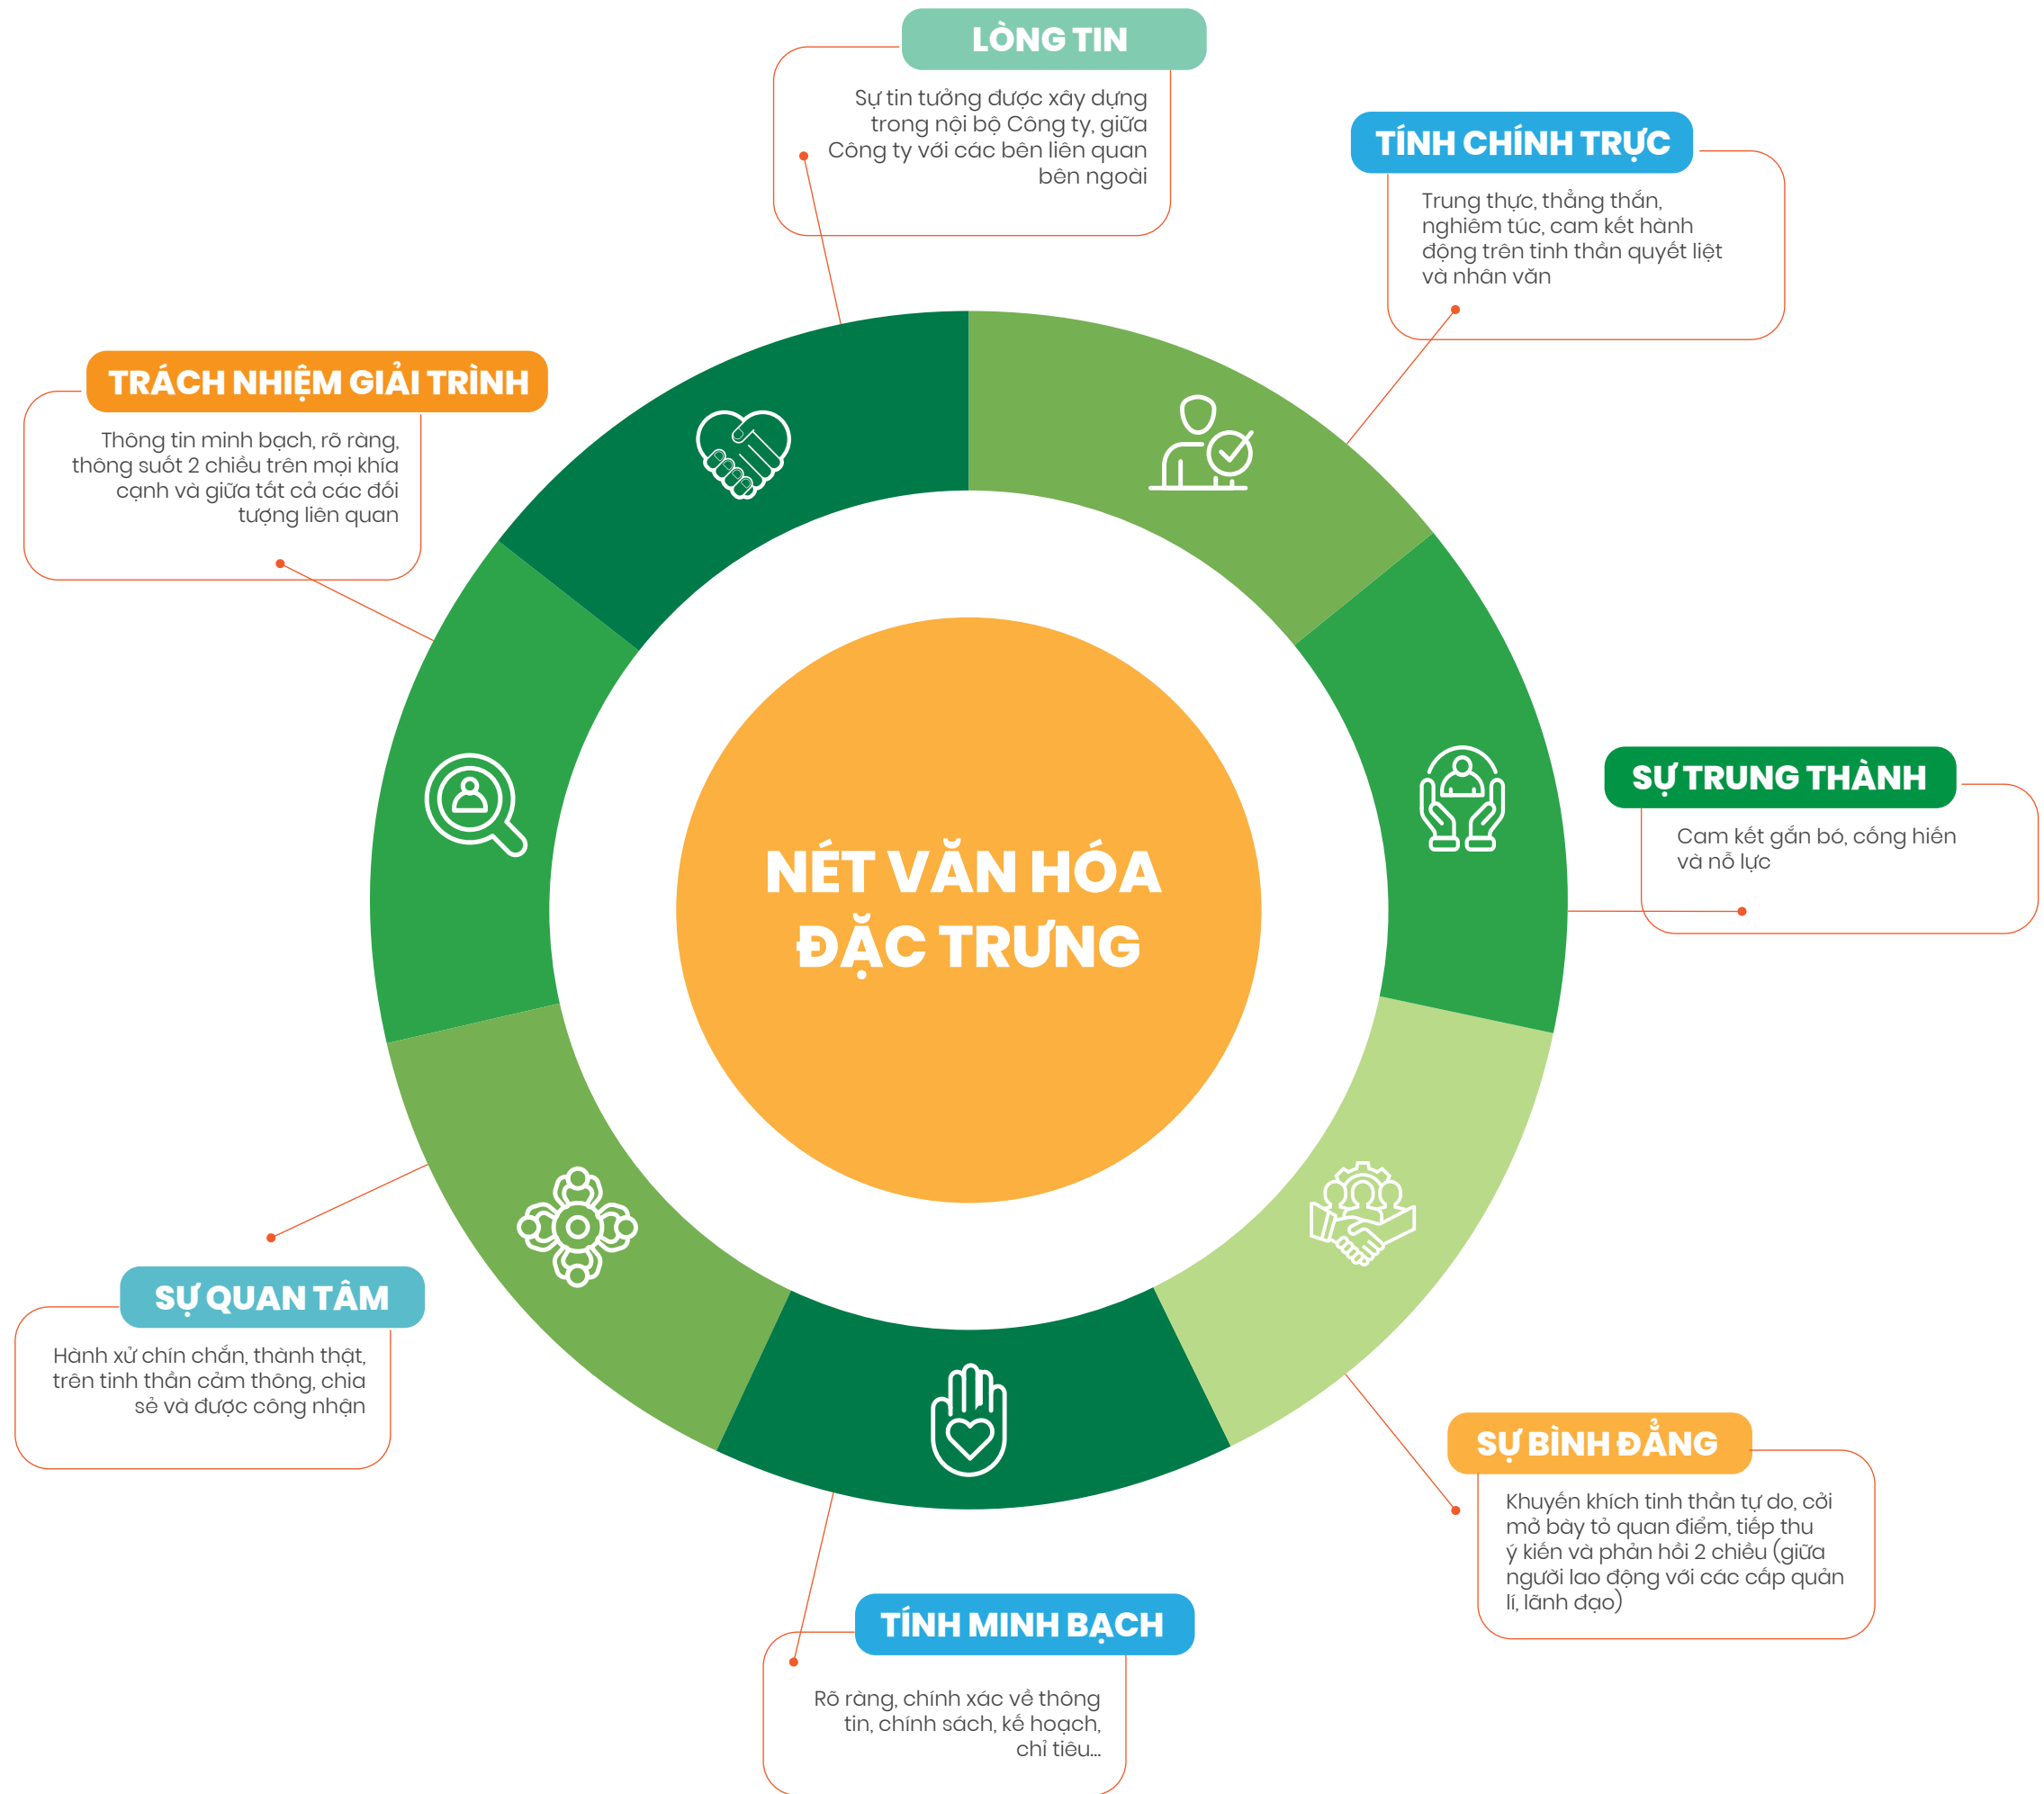 LÒNG TIN
Sự tin tưởng được xây dựng
trong nội bộ Công ty, giữa
Công ty với các bên liên quan
bên ngoài
TÍNH CHÍNH TRỰC
Trung thực, thẳng thắn,
nghiêm túc, cam kết hành
động trên tinh thần quyết liệt
và nhân văn
TRÁCH NHIỆM GIẢI TRÌNH
Thông tin minh bạch, rõ ràng,
thông suốt 2 chiều trên mọi khía
cạnh và giữa tất cả các đối
tượng liên quan
SỰ TRUNG THÀNH
Cam kết gắn bó, cống hiến
và nỗ lực
NÉT VĂN HÓA
ĐẶC TRƯNG
SỰ QUAN TÂM
Hành xử chín chắn, thành thật,
trên tinh thần cảm thông, chia
sẻ và được công nhận
SỰ BÌNH ĐẲNG
Khuyến khích tinh thần tự do, cởi
mở bày tỏ quan điểm, tiếp thu
ý kiến và phản hồi 2 chiều (giữa
người lao động với các cấp quản
lí, lãnh đạo)
TÍNH MINH BẠCH
Rõ ràng, chính xác về thông
tin, chính sách, kế hoạch,
chỉ tiêu...